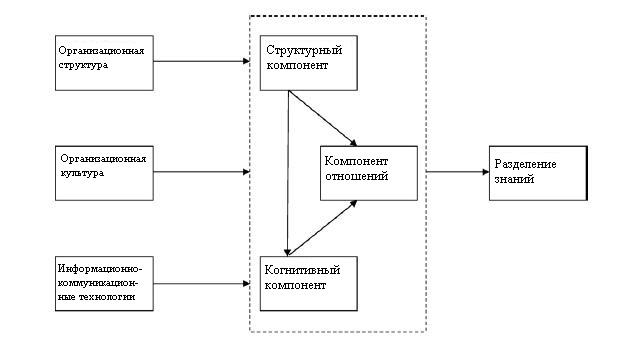 Организационная
структура
Структурный
компонент
Организационная
культура
Компонент
отношений
Разделение
знаний
Информационно-
коммуникацион-
ные технологии
Когнитивный
компонент